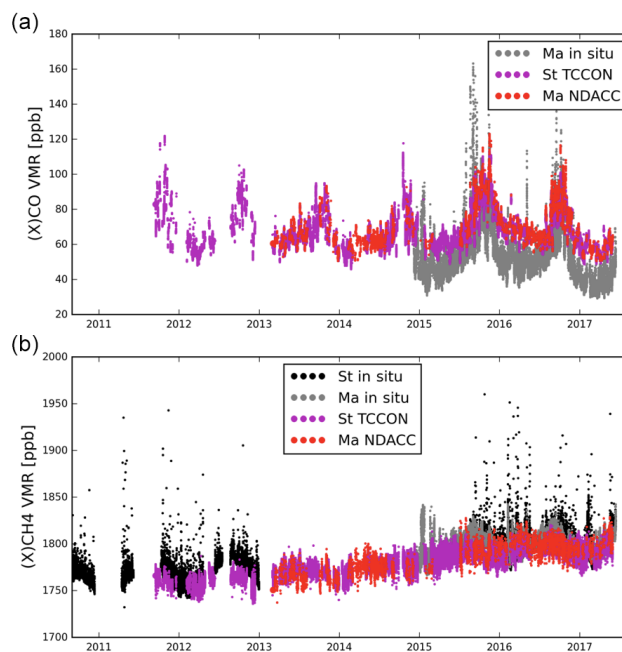 (a)
(X)CO VMR [ppb]
180
160
140
120
100
80
60
40
20
Ma in situ
St TCCON
Ma NDACC
2011 2012 2013 2014 2015 2016 2017
(b)
(X)CH4 VMR [ppb]
2000
1950
1900
1850
1800
1750
1700
St in situ
Ma in situ
St TCCON
Ma NDACC
2011 2012 2013 2014 2015 2016 2017